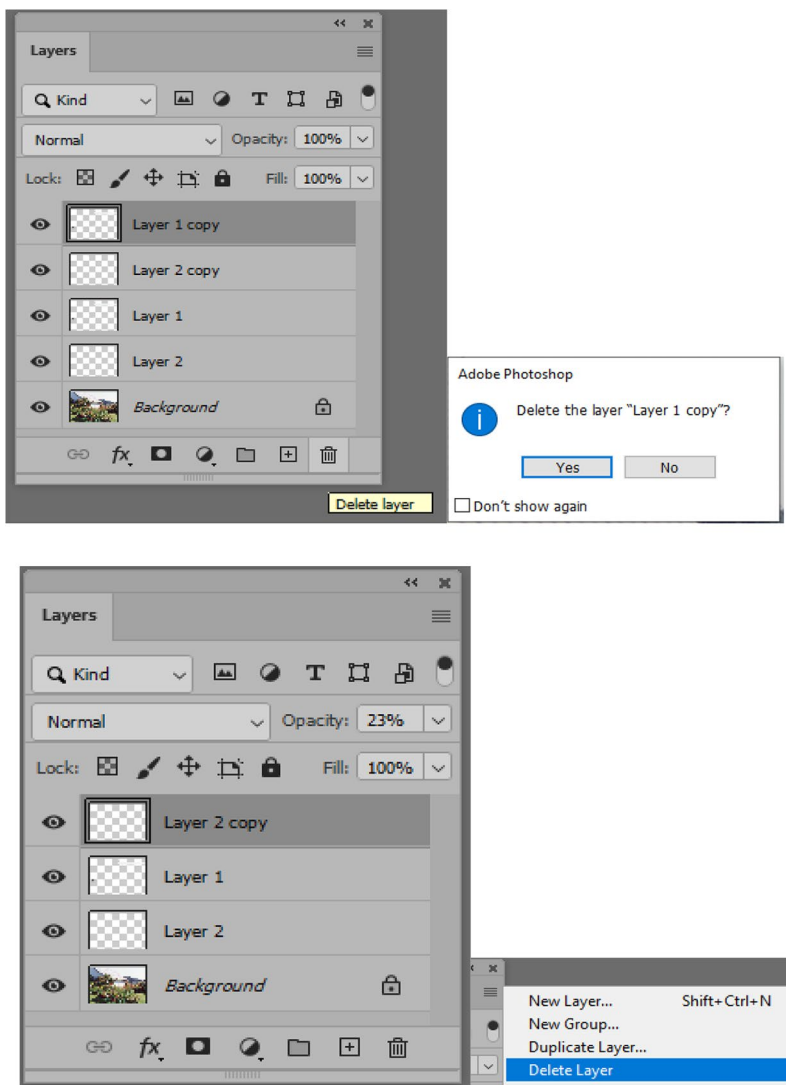 Layers
Kind
Normal Opacity: 100%
Lock: Fill: 100%
Layer 1 copy
Layer 2 copy
Layer 1
Layer 2
Background
fx
Delete layer
Adobe Photoshop
Delete the layer “Layer 1 copy”?
Yes No
Don’t show again
Layers
Kind
Normal Opacity: 23%
Lock: Fill: 100%
Layer 2 copy
Layer 1
Layer 2
Background
fx
New Layer... Shift+Ctrl+N
New Group...
Duplicate Layer...
Delete Layer